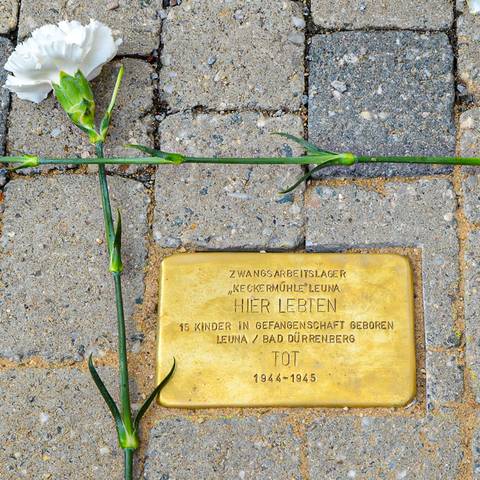 ZWANGSARBEITSLAGER
„KECKERMÜHLE" LEUNA
HIER LEBTEN
15 KINDER IN GEFANGENSCHAFT GEBOREN
LEUNA / BAD DÜRRENBERG
TOT
1944-1945